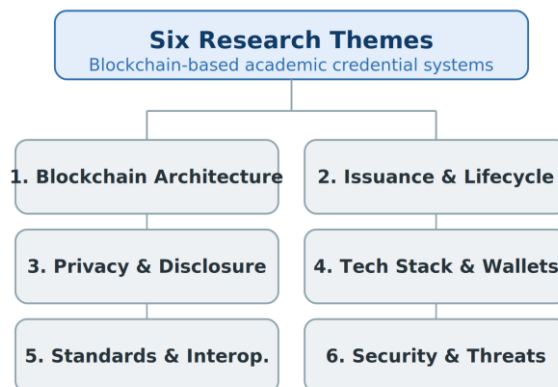 Six Research Themes
Blockchain-based academic credential systems
1. Blockchain Architecture
2. Issuance & Lifecycle
3. Privacy & Disclosure
4. Tech Stack & Wallets
5. Standards & Interop.
6. Security & Threats